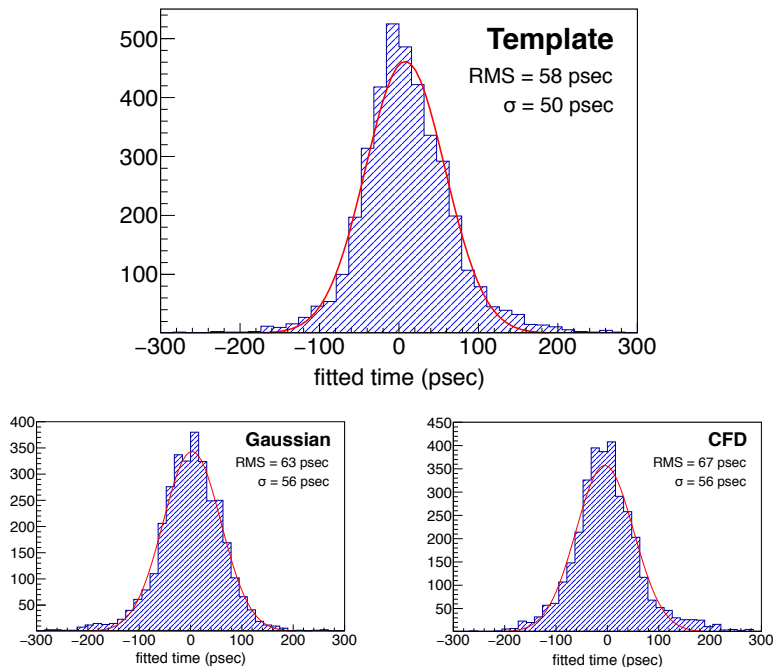 Template
RMS = 58 psec
σ = 50 psec
500
400
300
200
100
−300 −200 −100 0 100 200 300
fitted time (psec)
Gaussian
RMS = 63 psec
σ = 56 psec
400
350
300
250
200
150
100
50
−300 −200 −100 0 100 200 300
fitted time (psec)
CFD
RMS = 67 psec
σ = 56 psec
450
400
350
300
250
200
150
100
50
−300 −200 −100 0 100 200 300
fitted time (psec)